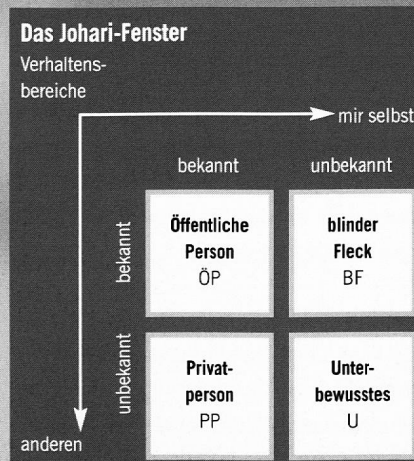 Das Johari-Fenster
Verhaltens-
bereiche
mir selbst
bekannt
unbekannt
bekannt
Öffentliche
Person
ÖP
blinder
Fleck
BF
unbekannt
Privat-
person
PP
Unter-
bewusstes
U
anderen